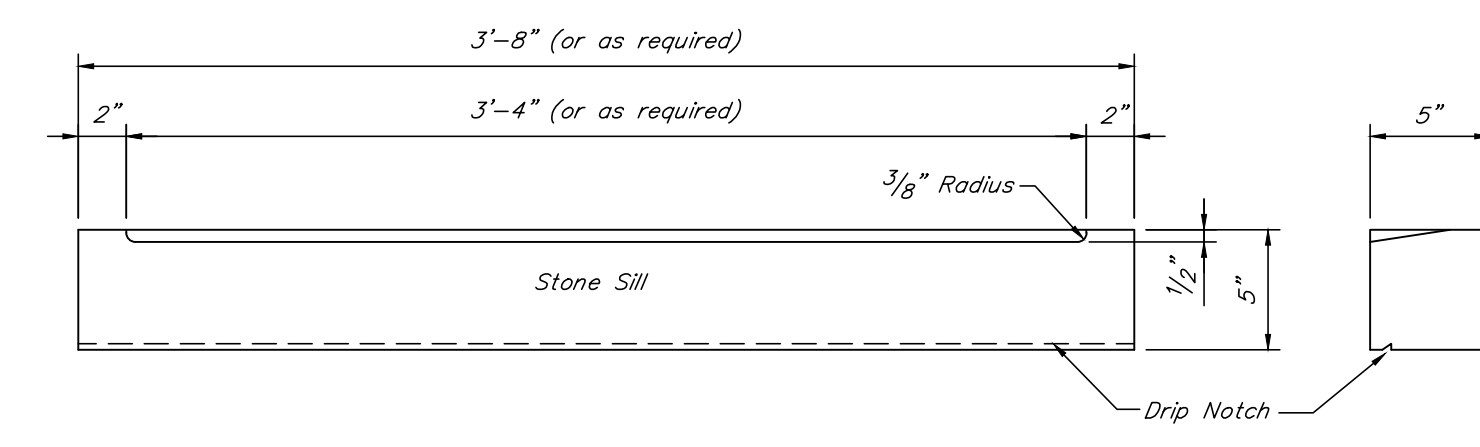 3'-8" (or as required)
2"
3'-4" (or as required)
2"
5"
3/8" Radius
Stone Sill
1/2"
5"
Drip Notch